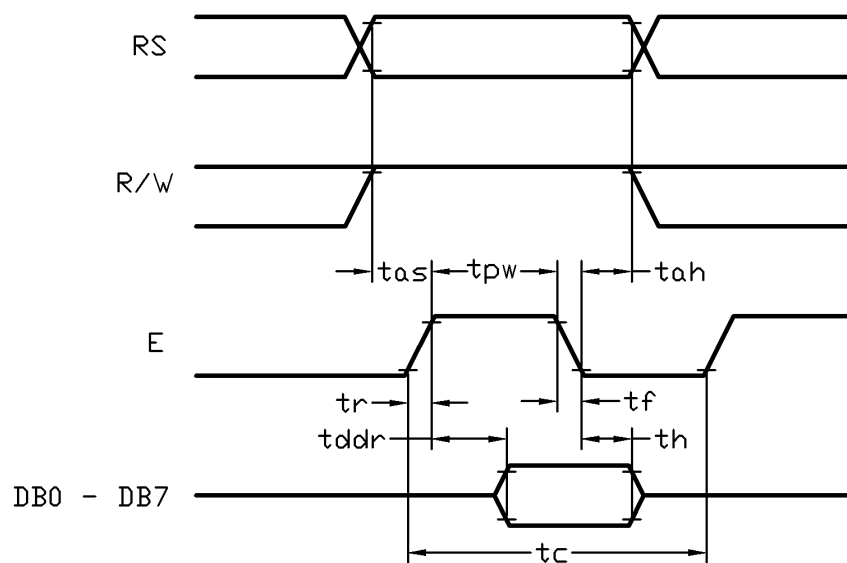 RS
R/W
tas tpw tah
E
tr tf
tddr th
DB0 - DB7
tc